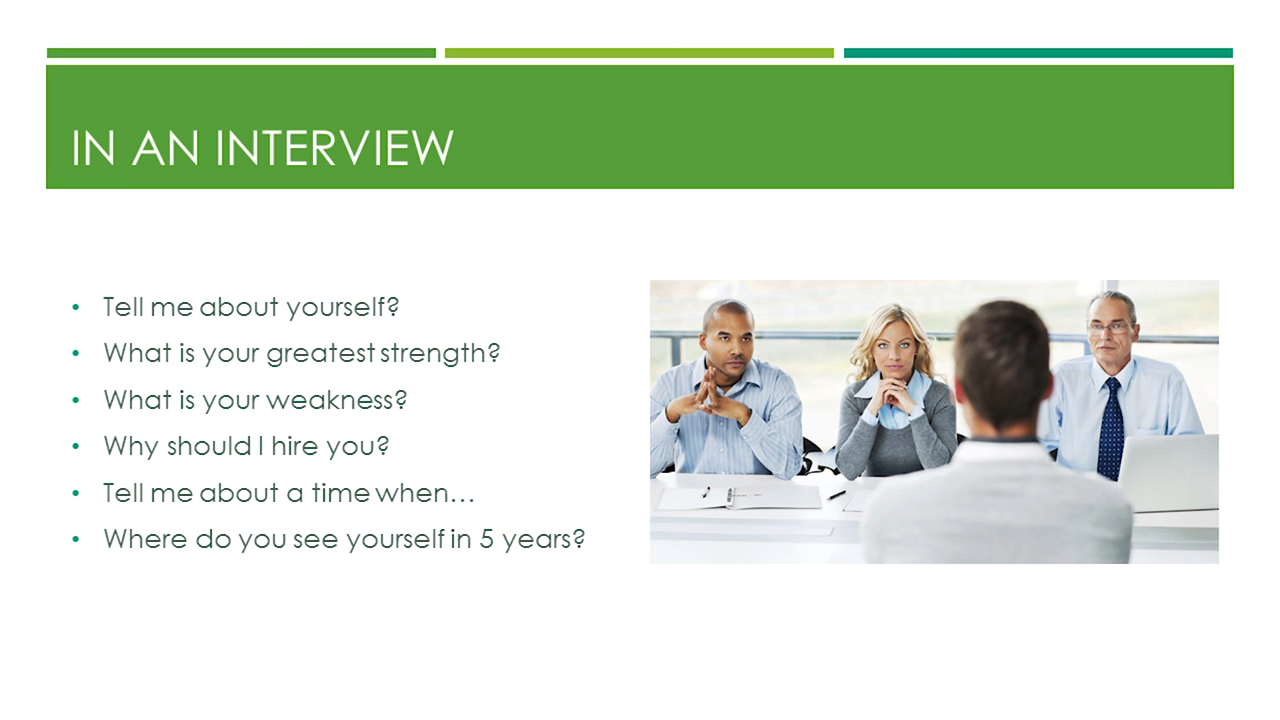 IN AN INTERVIEW
• Tell me about yourself?
• What is your greatest strength?
• What is your weakness?
• Why should I hire you?
• Tell me about a time when…
• Where do you see yourself in 5 years?